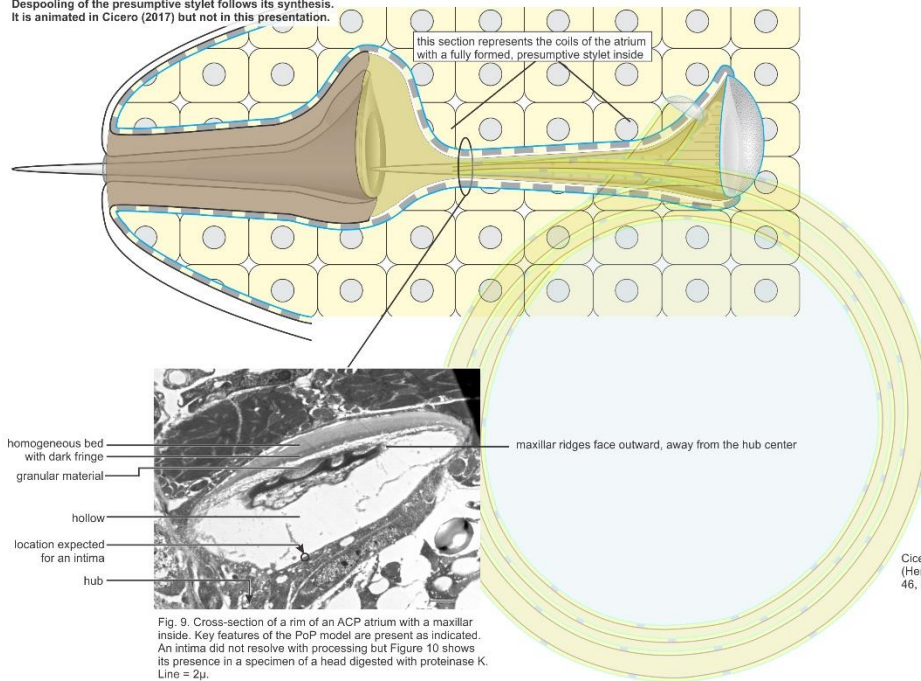 Despooling of the presumptive stylet follows its synthesis.
It is animated in Cicero (2017) but not in this presentation.
this section represents the coils of the atrium
with a fully formed, presumptive stylet inside
homogeneous bed
with dark fringe
granular material
hollow
location expected
for an intima
hub
maxillar ridges face outward, away from the hub center
Fig. 9. Cross-section of a rim of an ACP atrium with a maxillar
inside. Key features of the PoP model are present as indicated.
An intima did not resolve with processing but Figure 10 shows
its presence in a specimen of a head digested with proteinase K.
Line = 2µ.
46,